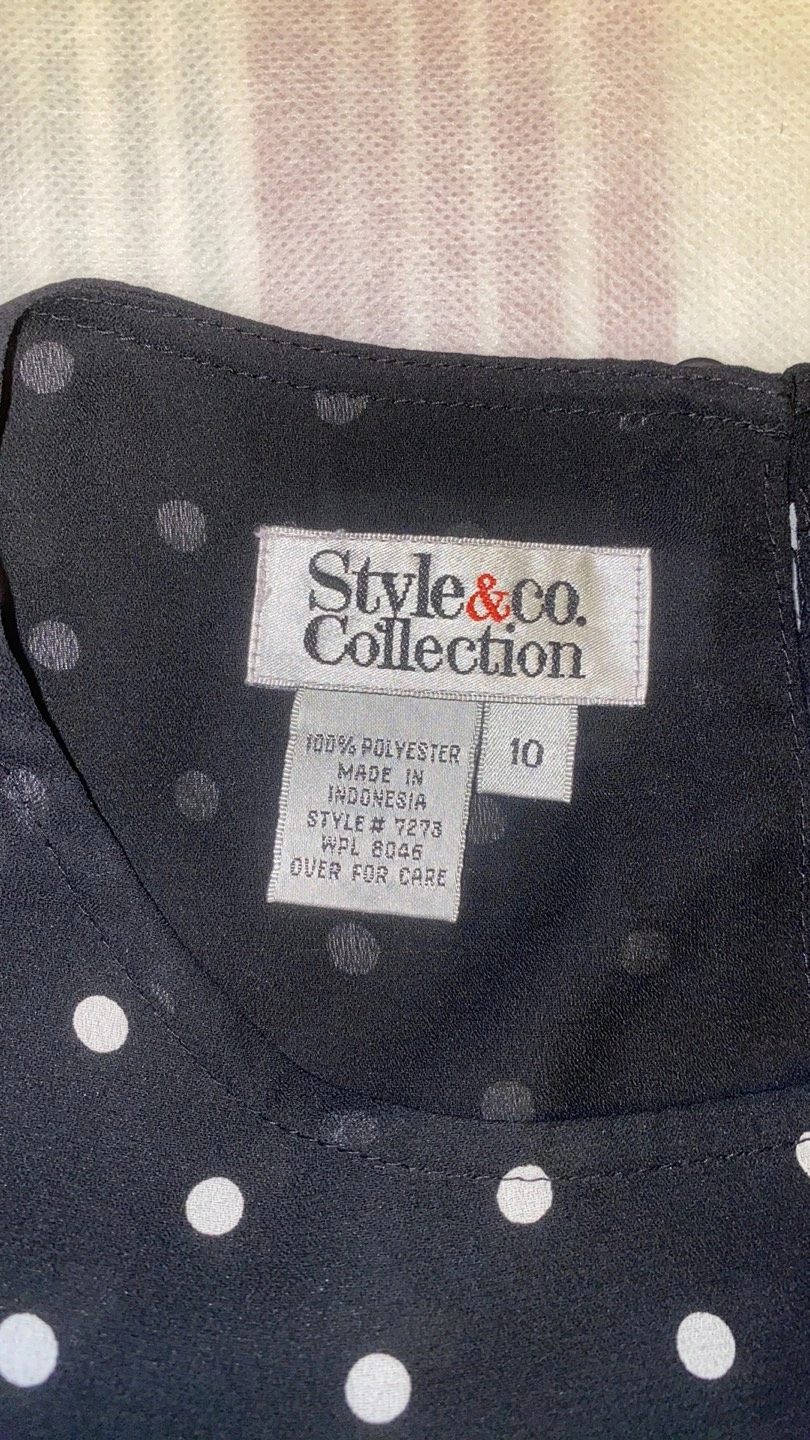 Style&co.
Collection
100% POLYESTER
MADE IN
INDONESIA
STYLE # 7273
WPL 8046
OVER FOR CARE
10